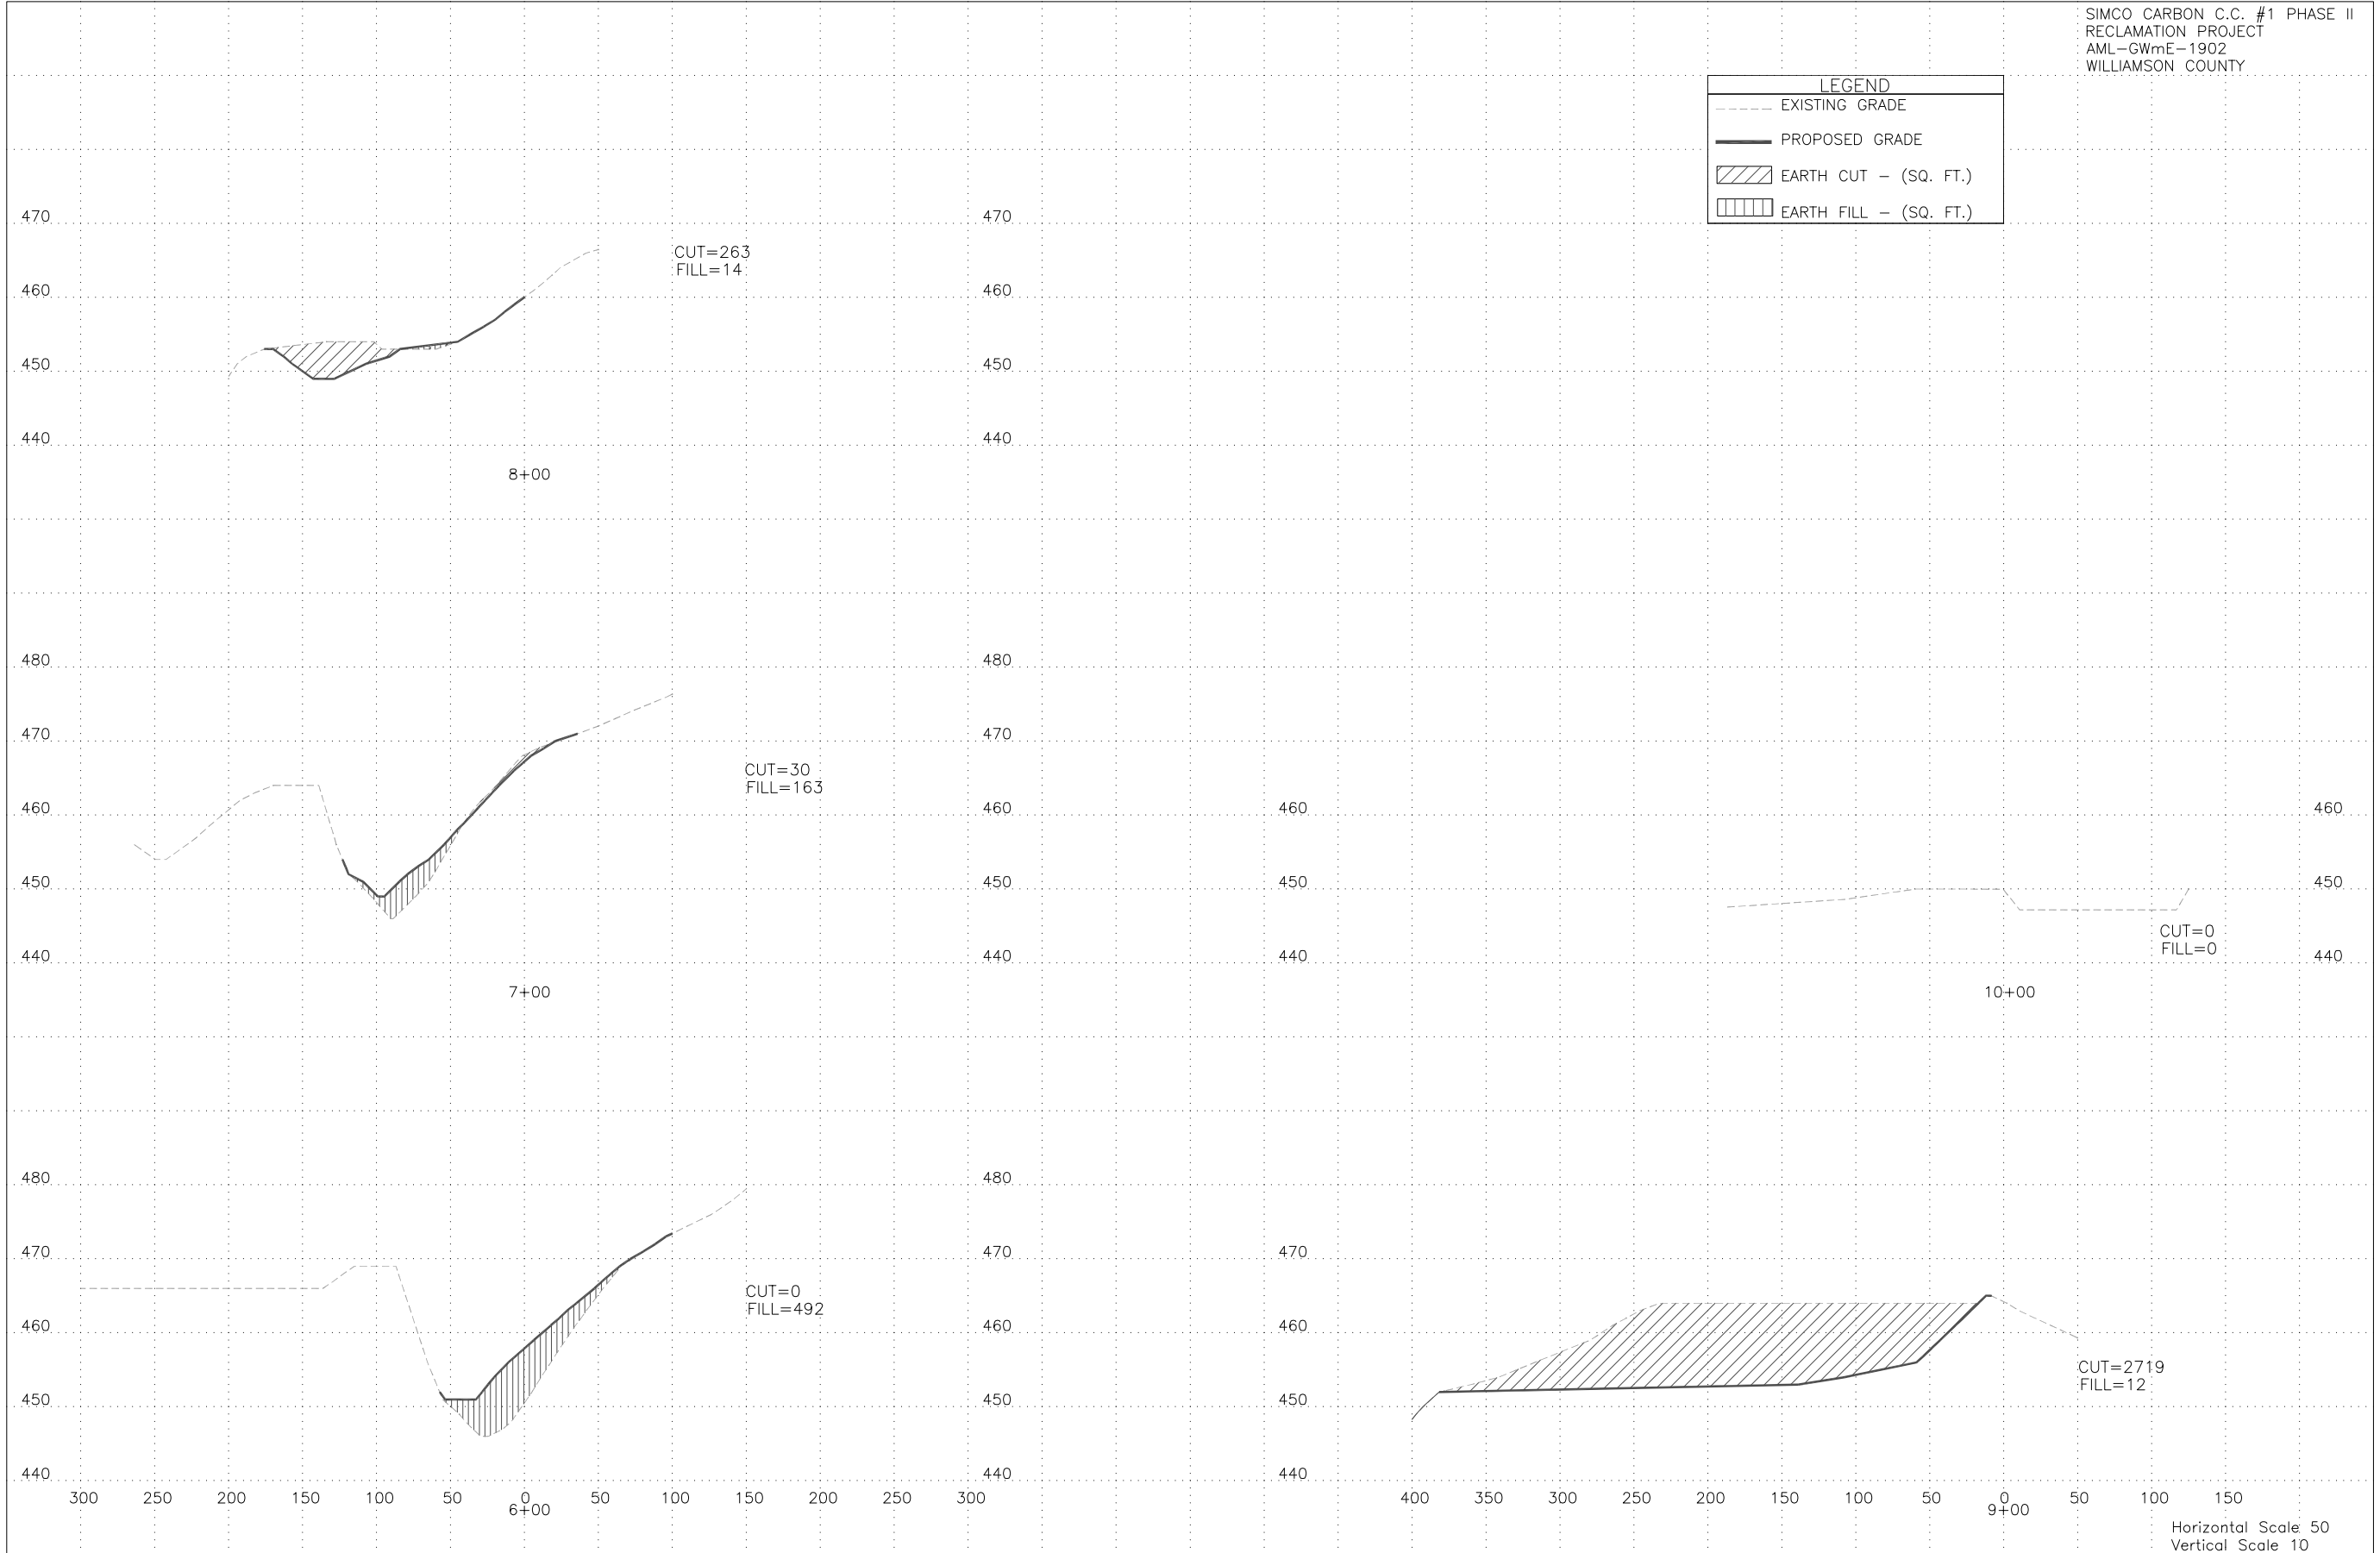 SIMCO CARBON C.C. #1 PHASE II
RECLAMATION PROJECT
AML-GWmE-1902
WILLIAMSON COUNTY
LEGEND
EXISTING GRADE
PROPOSED GRADE
EARTH CUT - (SQ. FT.)
EARTH FILL - (SQ. FT.)
470 470
CUT=263
FILL=14
460 460
450 450
440 440
8+00
480 480
470 470
CUT=30
FILL=163
460 460
450 450
440 440
7+00
460 460
450 450
CUT=0
FILL=0
440 440
10+00
480 480
470 470
CUT=0
FILL=492
460 460
450 450
440 440
300 250 200 150 100 50 0 50 100 150 200 250 300
6+00
470
460
CUT=2719
FILL=12
450
440
400 350 300 250 200 150 100 50 0 50 100 150
9+00
Horizontal Scale 50
Vertical Scale 10